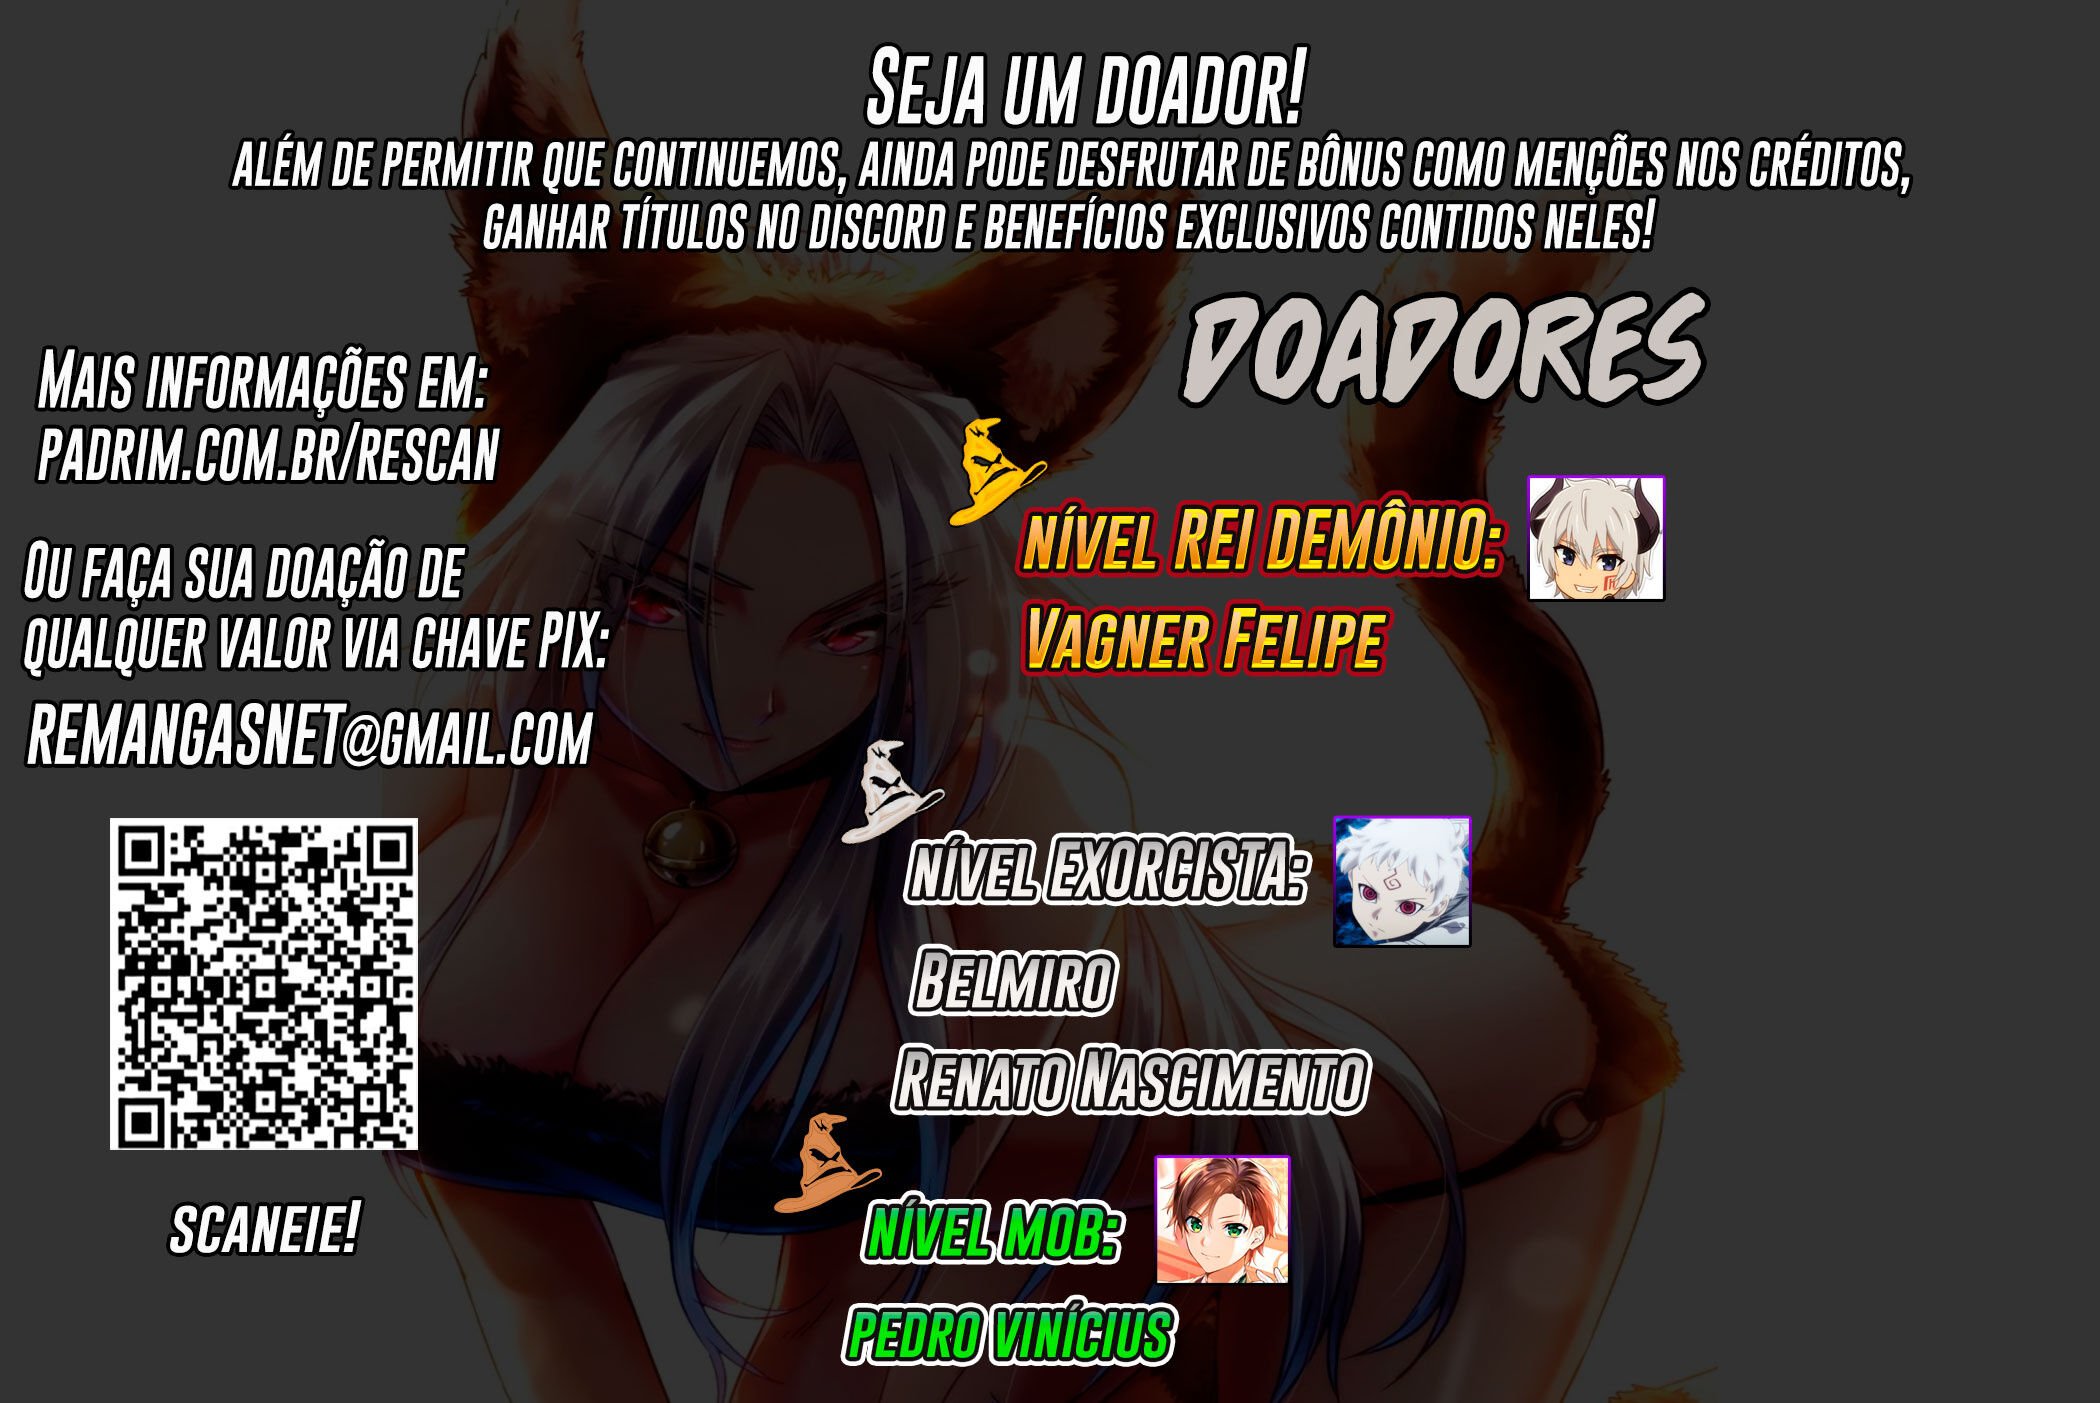 SEJA UM DOADOR!
ALÉM DE PERMITIR QUE CONTINUEMOS, AINDA PODE DESFRUTAR DE BÔNUS COMO MENÇÕES NOS CRÉDITOS,
GANHAR TÍTULOS NO DISCORD E BENEFÍCIOS EXCLUSIVOS CONTIDOS NELES!
MAIS INFORMAÇÕES EM:
PADRIM.COM.BR/RESCAN
OU FAÇA SUA DOAÇÃO DE
QUALQUER VALOR VIA CHAVE PIX:
REMANGASNET@GMAIL.COM
SCANEIE!
DOADORES
NÍVEL REI DEMÔNIO:
VAGNER FELIPE
NÍVEL EXORCISTA:
BELMIRO
RENATO NASCIMENTO
NÍVEL MOB:
PEDRO VINÍCIUS